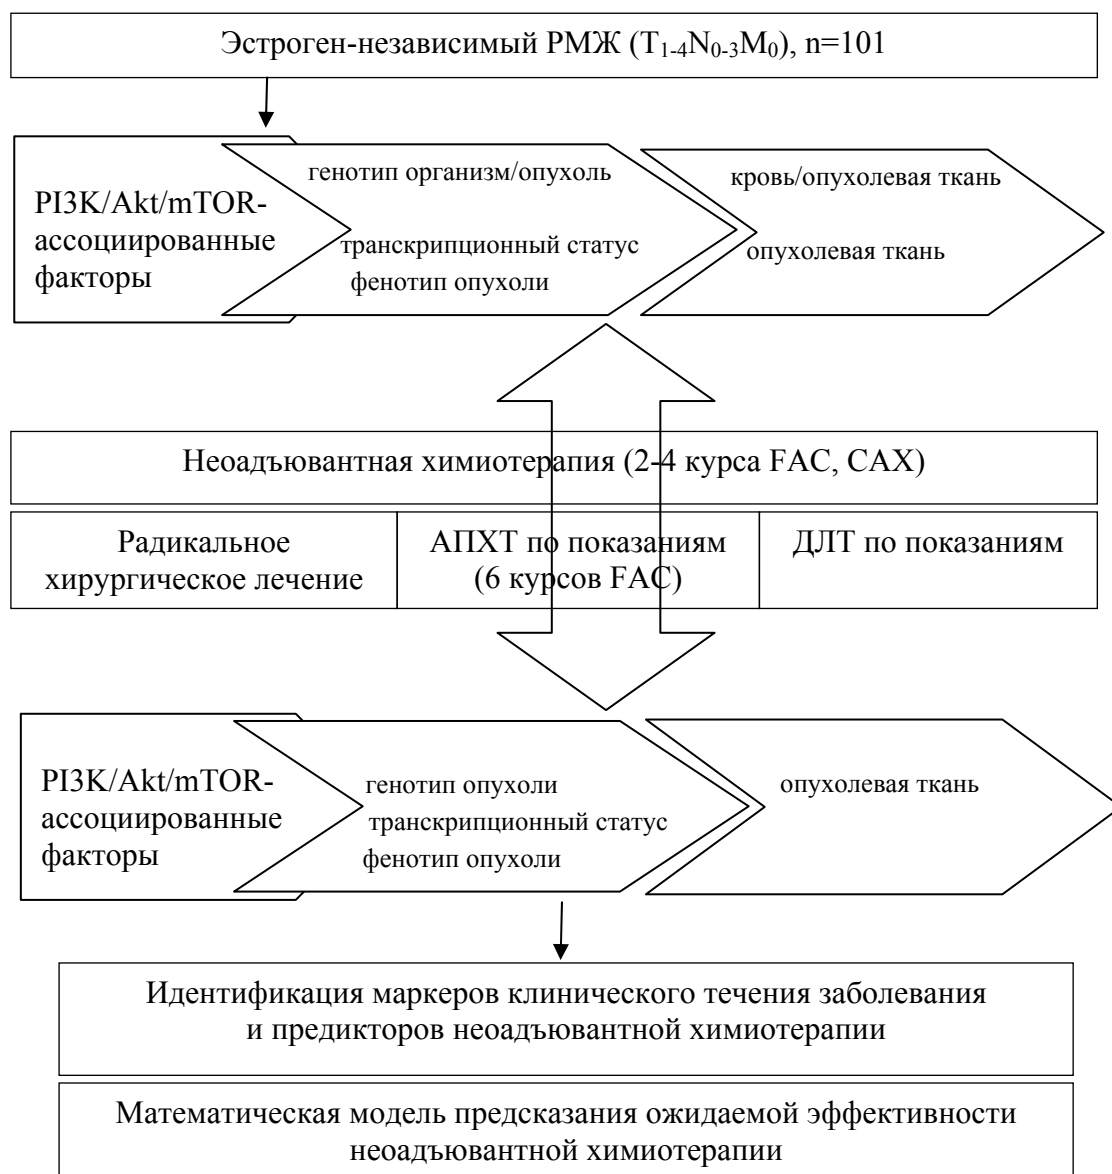 Эстроген-независимый РМЖ (T₁₋₄N₀₋₃M₀), n=101
PI3K/Akt/mTOR-
ассоциированные
факторы
генотип организм/опухоль
транскрипционный статус
фенотип опухоли
кровь/опухолевая ткань
опухолевая ткань
Неоадъювантная химиотерапия (2-4 курса FAC, CAX)
Радикальное
хирургическое лечение
АПХТ по показаниям
(6 курсов FAC)
ДЛТ по показаниям
PI3K/Akt/mTOR-
ассоциированные
факторы
генотип опухоли
транскрипционный статус
фенотип опухоли
опухолевая ткань
Идентификация маркеров клинического течения заболевания
и предикторов неоадъювантной химиотерапии
Математическая модель предсказания ожидаемой эффективности
неоадъювантной химиотерапии